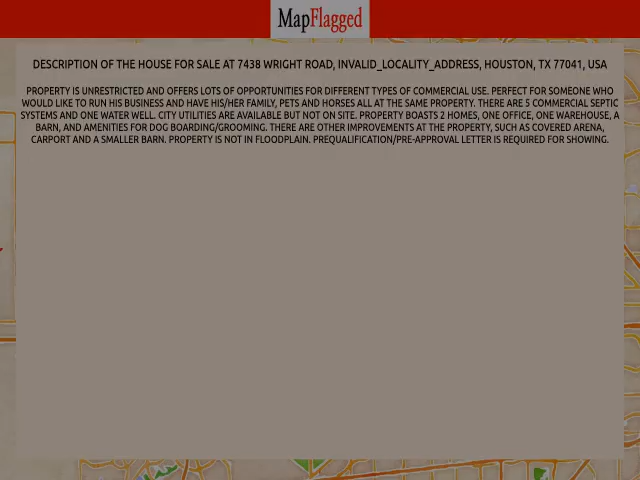 MapFlagged
DESCRIPTION OF THE HOUSE FOR SALE AT 7438 WRIGHT ROAD, INVALID_LOCALITY_ADDRESS, HOUSTON, TX 77041, USA
PROPERTY IS UNRESTRICTED AND OFFERS LOTS OF OPPORTUNITIES FOR DIFFERENT TYPES OF COMMERCIAL USE. PERFECT FOR SOMEONE WHO
WOULD LIKE TO RUN HIS BUSINESS AND HAVE HIS/HER FAMILY, PETS AND HORSES ALL AT THE SAME PROPERTY. THERE ARE 5 COMMERCIAL SEPTIC
SYSTEMS AND ONE WATER WELL. CITY UTILITIES ARE AVAILABLE BUT NOT ON SITE. PROPERTY BOASTS 2 HOMES, ONE OFFICE, ONE WAREHOUSE, A
BARN, AND AMENITIES FOR DOG BOARDING/GROOMING. THERE ARE OTHER IMPROVEMENTS AT THE PROPERTY, SUCH AS COVERED ARENA,
CARPORT AND A SMALLER BARN. PROPERTY IS NOT IN FLOODPLAIN. PREQUALIFICATION/PRE-APPROVAL LETTER IS REQUIRED FOR SHOWING.